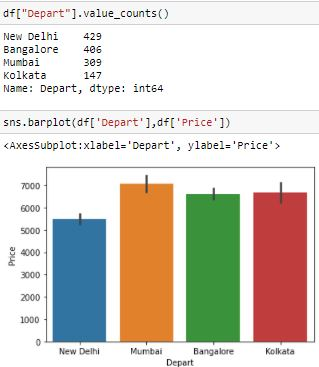 df["Depart"].value_counts()
New Delhi    429
Bangalore    406
Mumbai       309
Kolkata      147
Name: Depart, dtype: int64
sns.barplot(df['Depart'],df['Price'])
<AxesSubplot:xlabel='Depart', ylabel='Price'>
7000
6000
5000
4000
3000
2000
1000
0
Price
New Delhi Mumbai Bangalore Kolkata
Depart